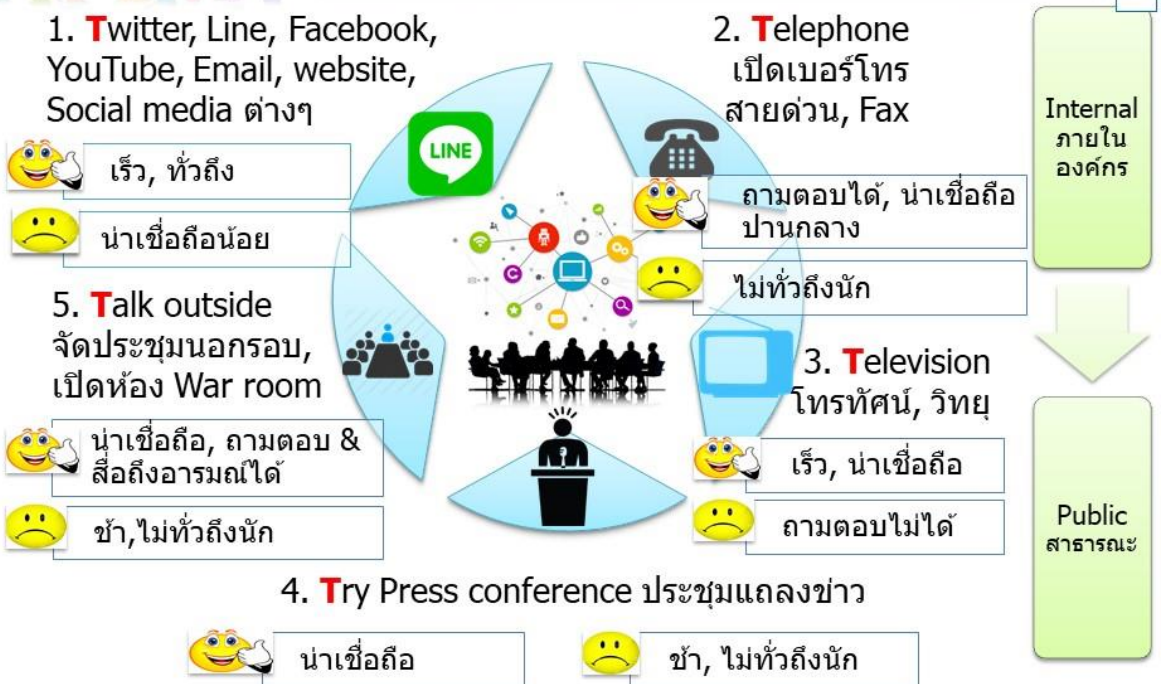 1. Twitter, Line, Facebook,
YouTube, Email, website,
Social media ต่างๆ
เร็ว, ทั่วถึง
น่าเชื่อถือน้อย
LINE
2. Telephone
เปิดเบอร์โทร
สายด่วน, Fax
ถามตอบได้, น่าเชื่อถือ
ปานกลาง
ไม่ทั่วถึงนัก
3. Television
โทรทัศน์, วิทยุ
เร็ว, น่าเชื่อถือ
ถามตอบไม่ได้
4. Try Press conference ประชุมแถลงข่าว
น่าเชื่อถือ
ช้า, ไม่ทั่วถึงนัก
5. Talk outside
จัดประชุมนอกรอบ,
เปิดห้อง War room
น่าเชื่อถือ, ถามตอบ &
สื่อถึงอารมณ์ได้
ช้า,ไม่ทั่วถึงนัก
Internal
ภายใน
องค์กร
Public
สาธารณะ